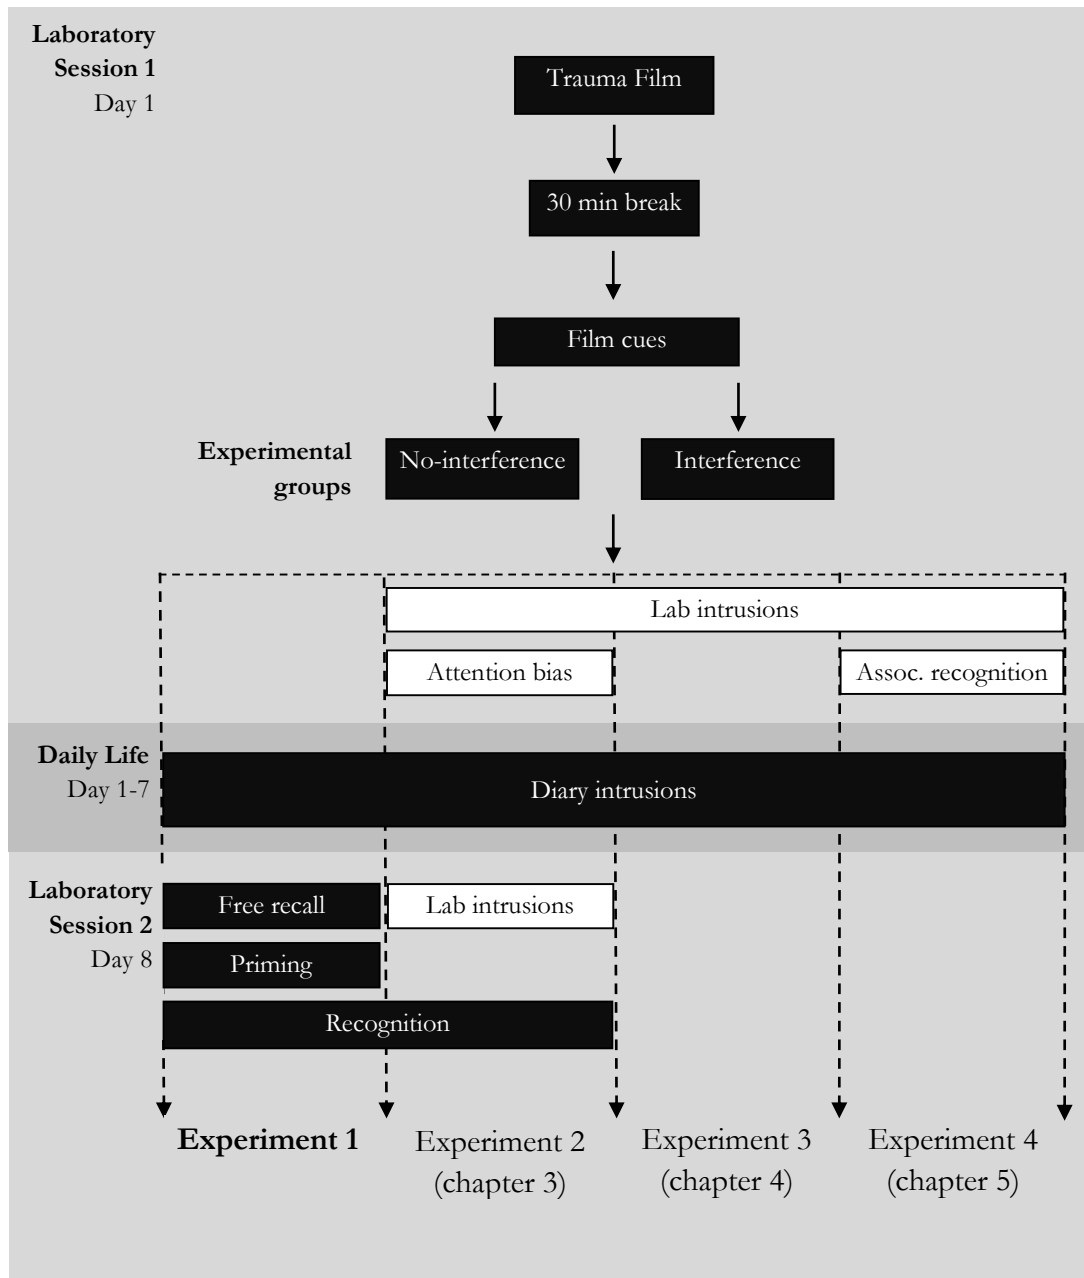 Laboratory
Session 1
Day 1
Trauma Film
30 min break
Film cues
Experimental
groups
No-interference
Interference
Lab intrusions
Attention bias
Assoc. recognition
Daily Life
Day 1-7
Diary intrusions
Laboratory
Session 2
Day 8
Free recall
Lab intrusions
Priming
Recognition
Experiment 1
Experiment 2
(chapter 3)
Experiment 3
(chapter 4)
Experiment 4
(chapter 5)